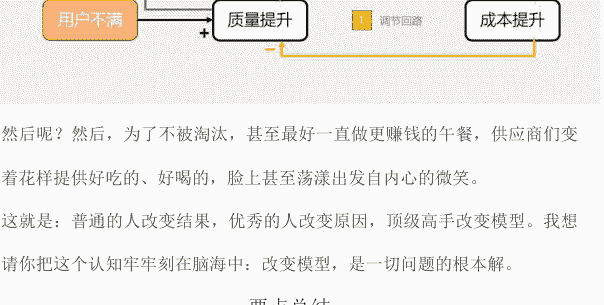 用户不满
质量提升
! 调节回路
成本提升
+
−
然后呢？然后，为了不被淘汰，甚至最好一直做更赚钱的午餐，供应商们变
着花样提供好吃的、好喝的，脸上甚至荡漾出发自内心的微笑。
这就是：普通的人改变结果，优秀的人改变原因，顶级高手改变模型。我想
请你把这个认知牢牢刻在脑海中：改变模型，是一切问题的根本解。
要点总结